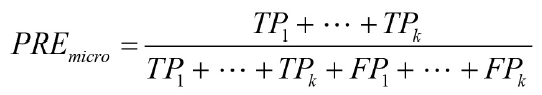 PRE_micro = (TP_1 + ⋯ + TP_k) / (TP_1 + ⋯ + TP_k + FP_1 + ⋯ + FP_k)